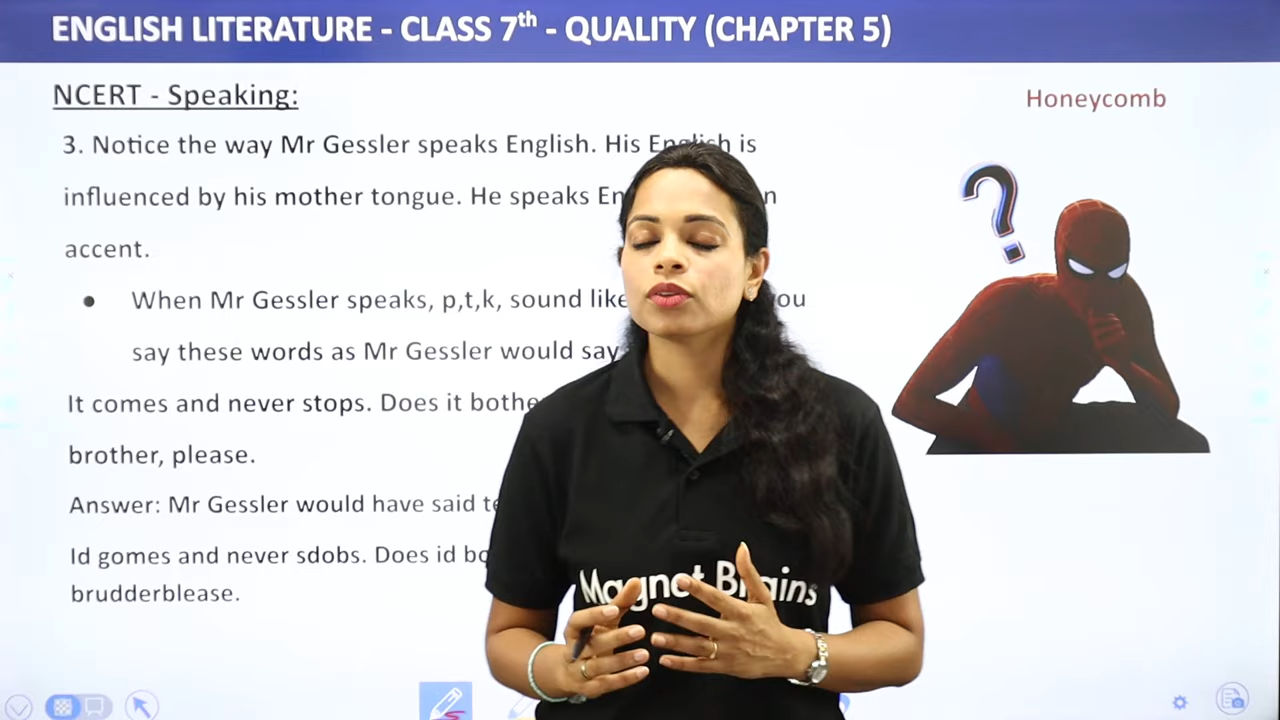 ENGLISH LITERATURE - CLASS 7th - QUALITY (CHAPTER 5)
NCERT - Speaking:
Honeycomb
3. Notice the way Mr Gessler speaks English. His English is
influenced by his mother tongue. He speaks
accent.
● When Mr Gessler speaks, p,t,k, sound like you
say these words as Mr Gessler would say
It comes and never stops. Does it
brother, please.
Answer: Mr Gessler would have said
Id gomes and never sdobs. Does id
brudderblease.
?
Magnet Brains